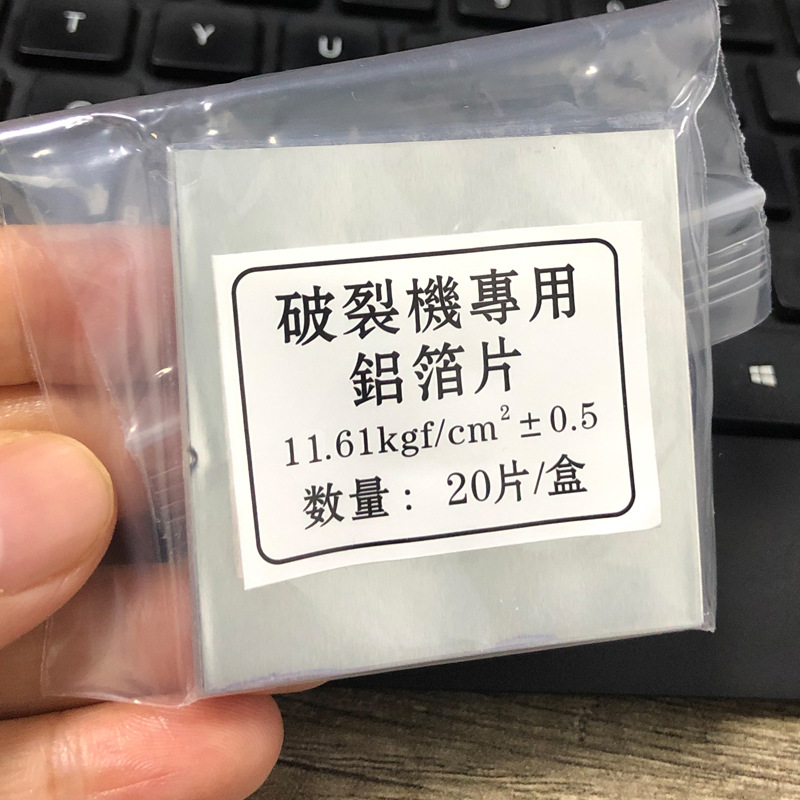 T Y U
破裂機專用
鋁箔片
11.61kgf/cm²±0.5
数量： 20片/盒